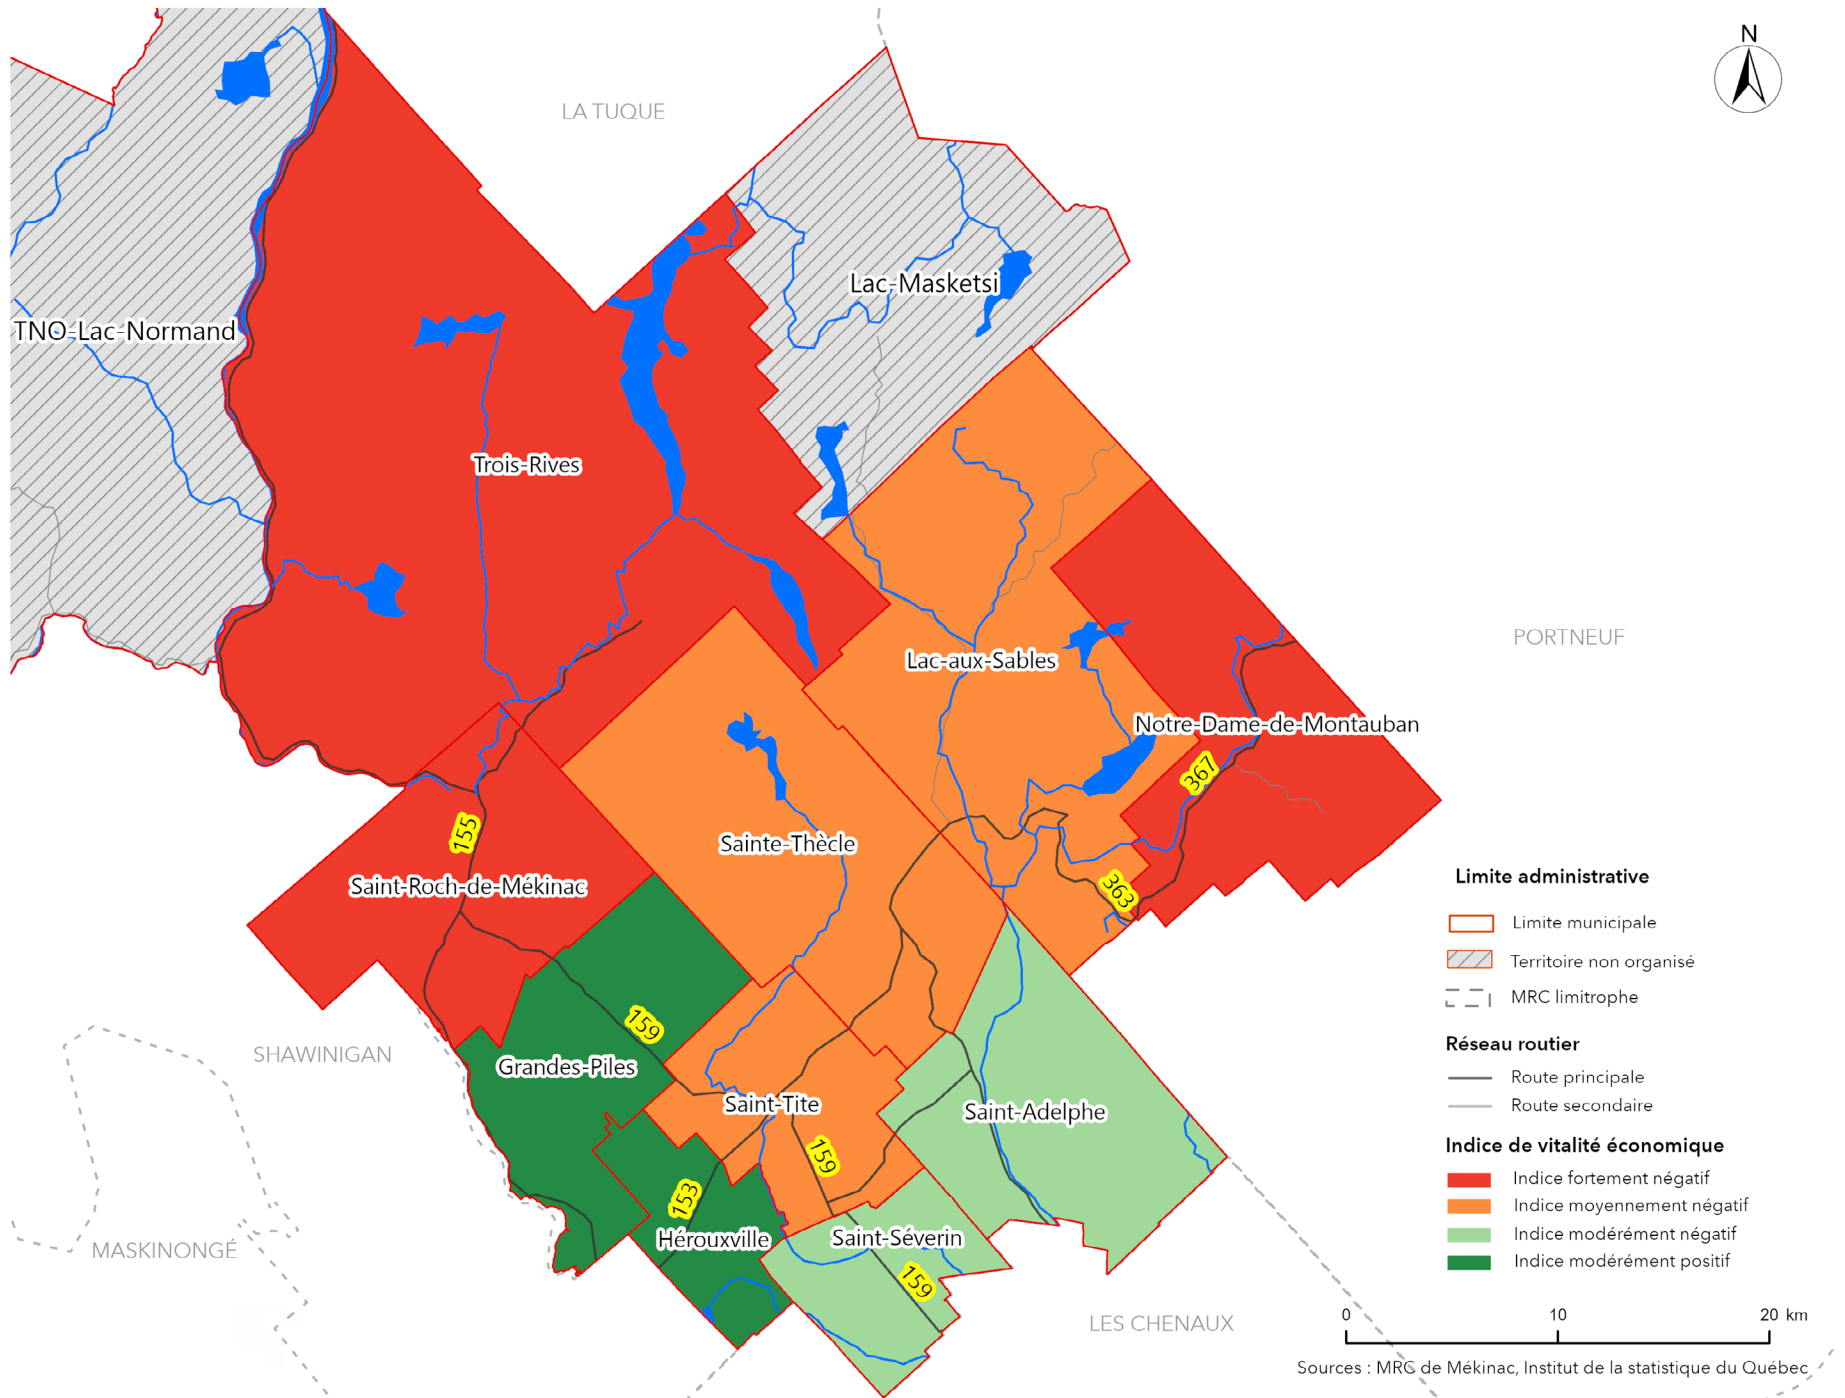 N
LA TUQUE
Lac-Masketsi
TNO-Lac-Normand
Trois-Rives
PORTNEUF
Lac-aux-Sables
Notre-Dame-de-Montauban
367
155
Sainte-Thècle
Saint-Roch-de-Mékinac
363
159
SHAWINIGAN
Grandes-Piles
Saint-Tite
Saint-Adelphe
159
153
MASKINONGÉ
Hérouxville
Saint-Séverin
159
LES CHENAUX
Limite administrative
Limite municipale
Territoire non organisé
MRC limitrophe
Réseau routier
Route principale
Route secondaire
Indice de vitalité économique
Indice fortement négatif
Indice moyennement négatif
Indice modérément négatif
Indice modérément positif
0 10 20 km
Sources : MRC de Mékinac, Institut de la statistique du Québec